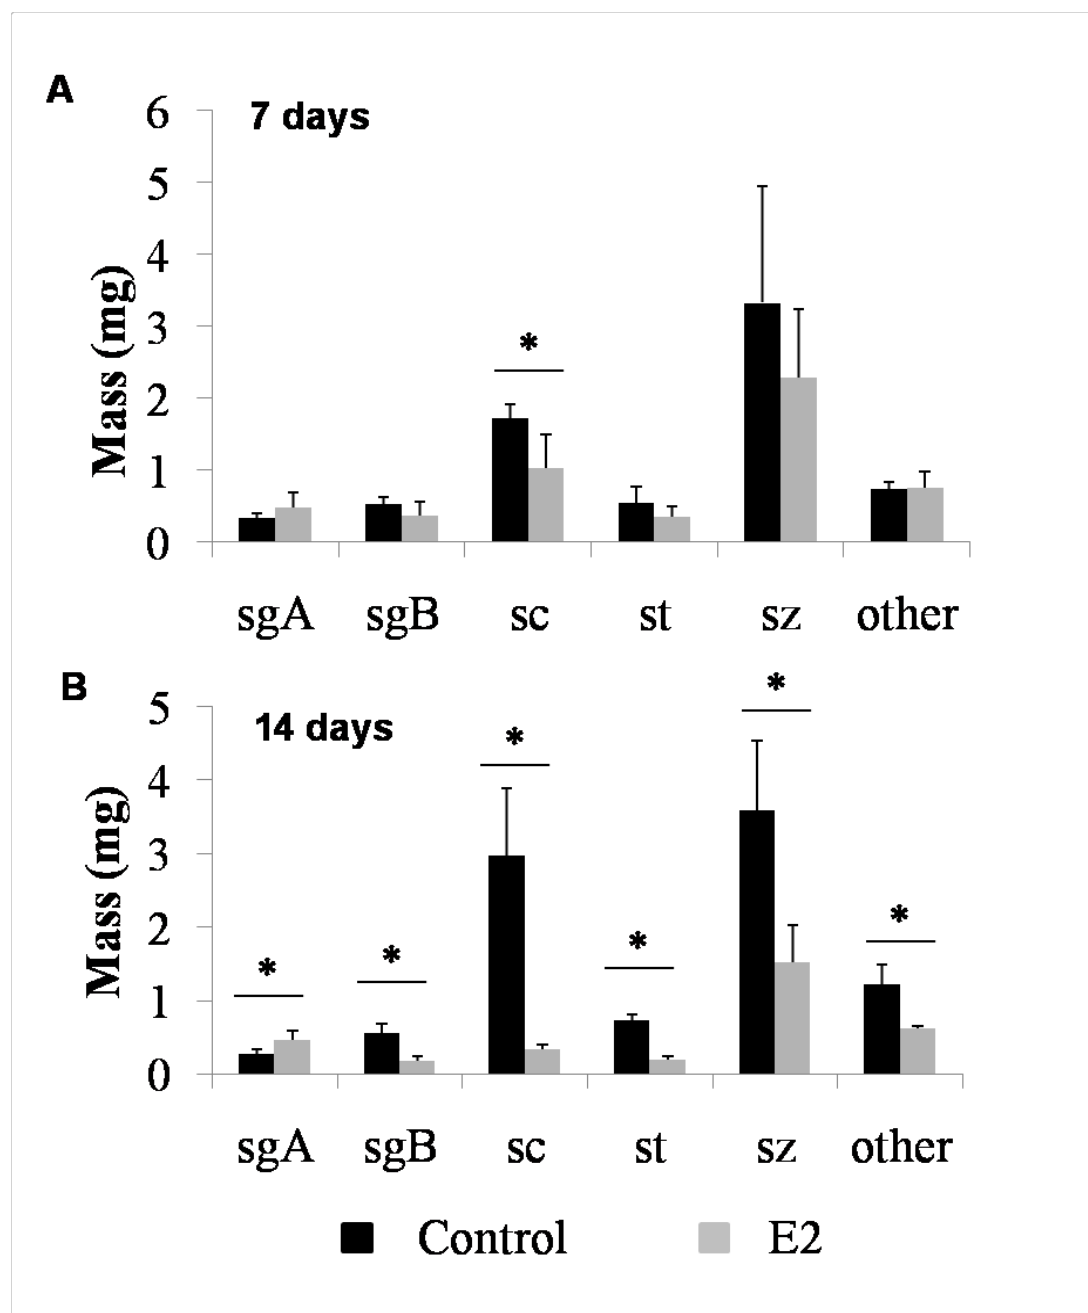 A
7 days
6
5
4
3
2
1
0
Mass (mg)
*
sgA sgB sc st sz other
B
14 days
5
4
3
2
1
0
Mass (mg)
* * * * * *
sgA sgB sc st sz other
Control E2